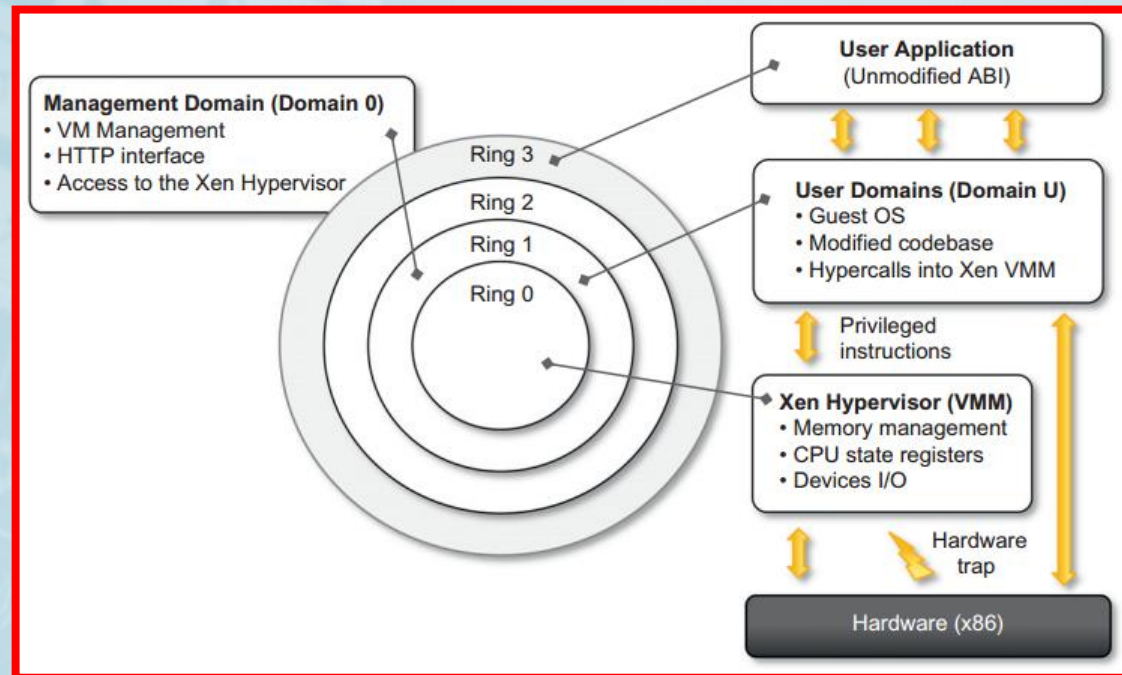 Management Domain (Domain 0)
• VM Management
• HTTP interface
• Access to the Xen Hypervisor
Ring 3
Ring 2
Ring 1
Ring 0
User Application
(Unmodified ABI)
User Domains (Domain U)
• Guest OS
• Modified codebase
• Hypercalls into Xen VMM
Privileged
instructions
Xen Hypervisor (VMM)
• Memory management
• CPU state registers
• Devices I/O
Hardware
trap
Hardware (x86)